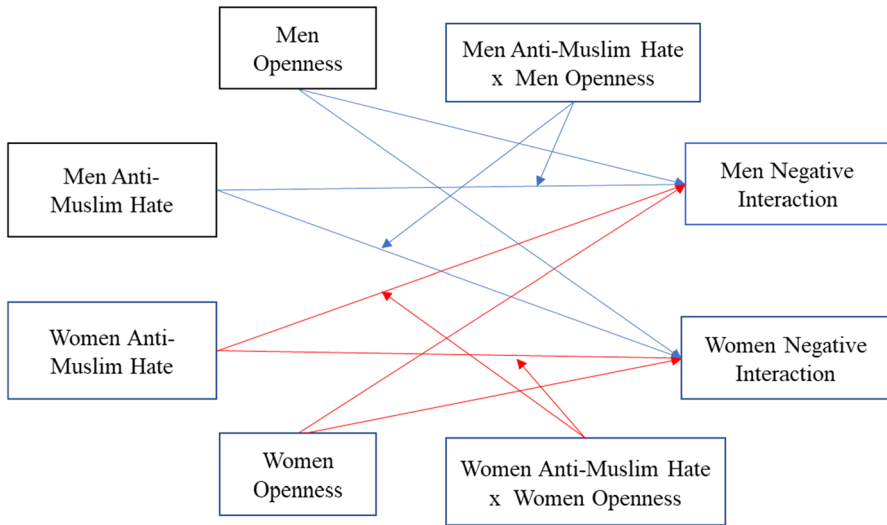 Men
Openness
Men Anti-Muslim Hate
x Men Openness
Men Anti-
Muslim Hate
Men Negative
Interaction
Women Anti-
Muslim Hate
Women Negative
Interaction
Women
Openness
Women Anti-Muslim Hate
x Women Openness